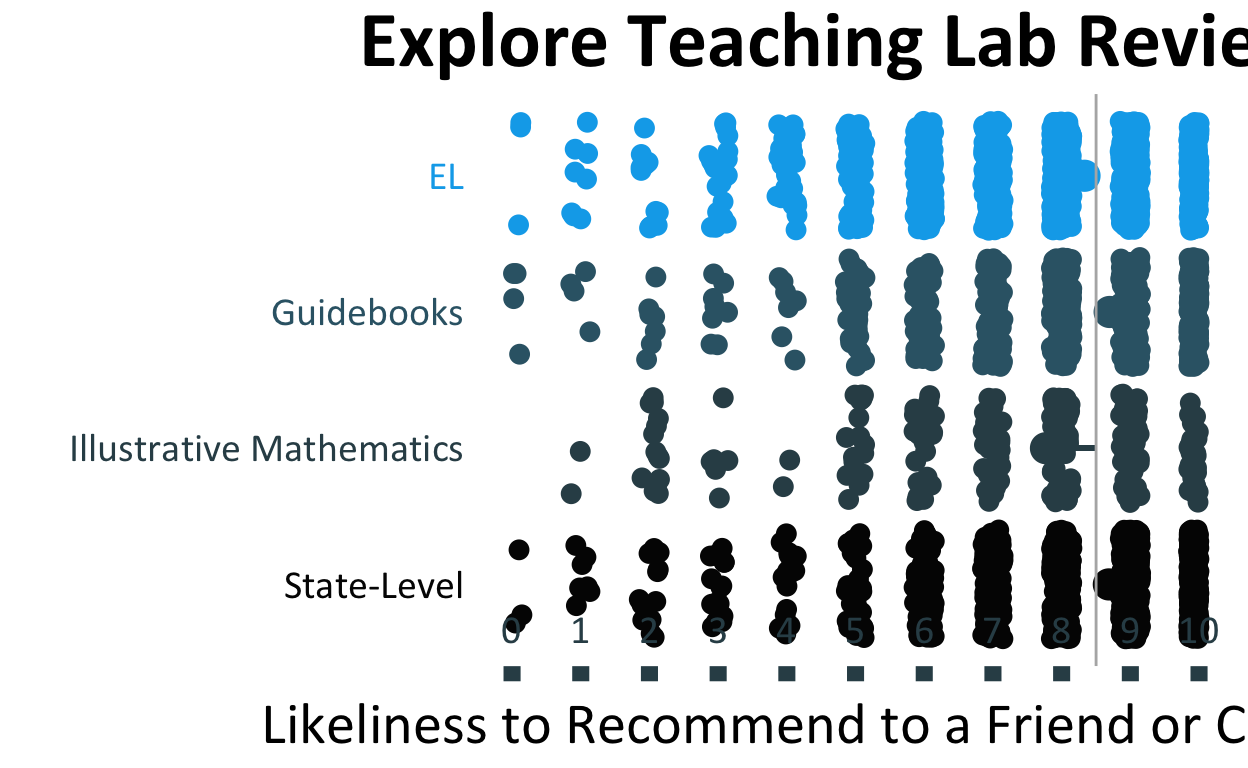 Explore Teaching Lab Revie
EL
Guidebooks
Illustrative Mathematics
State-Level
0 1 2 3 4 5 6 7 8 9 10
Likeliness to Recommend to a Friend or C